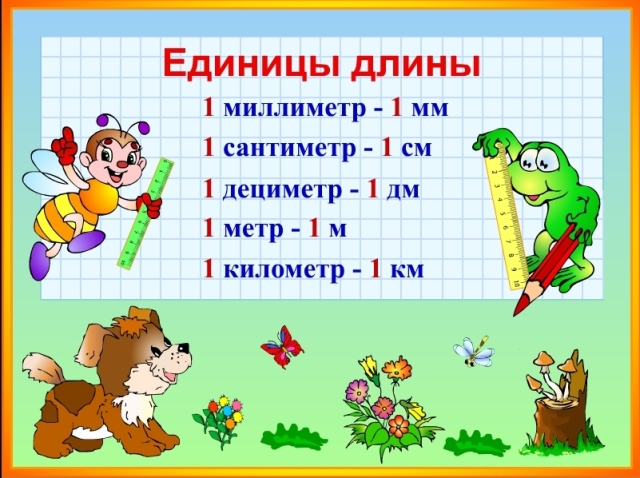 Единицы длины
1 миллиметр - 1 мм
1 сантиметр - 1 см
1 дециметр - 1 дм
1 метр - 1 м
1 километр - 1 км